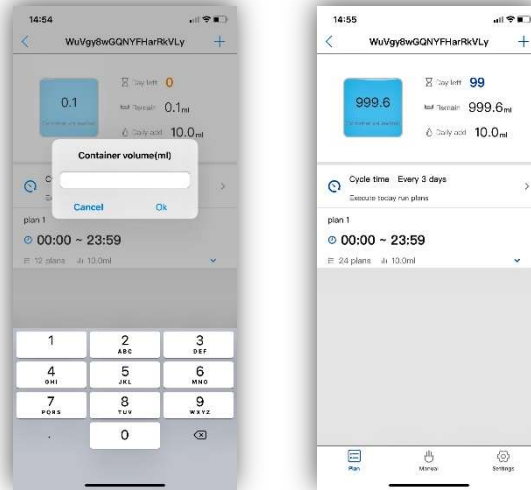 14:54
WuVgy8wGQNYFHarRkVLy
Day left 0
0.1
Remain 0.1ml
Daily add 10.0ml
Container volume(ml)
Cancel Ok
plan 1
00:00 ~ 23:59
12 plans 10.0ml
1 2 3
ABC DEF
4 5 6
GHI JKL MNO
7 8 9
PQRS TUV WXYZ
. 0
14:55
WuVgy8wGQNYFHarRkVLy
Day left 99
999.6
Remain 999.6ml
Daily add 10.0ml
Cycle time Every 3 days
Execute today run plans
plan 1
00:00 ~ 23:59
24 plans 10.0ml
Plan Manual Settings